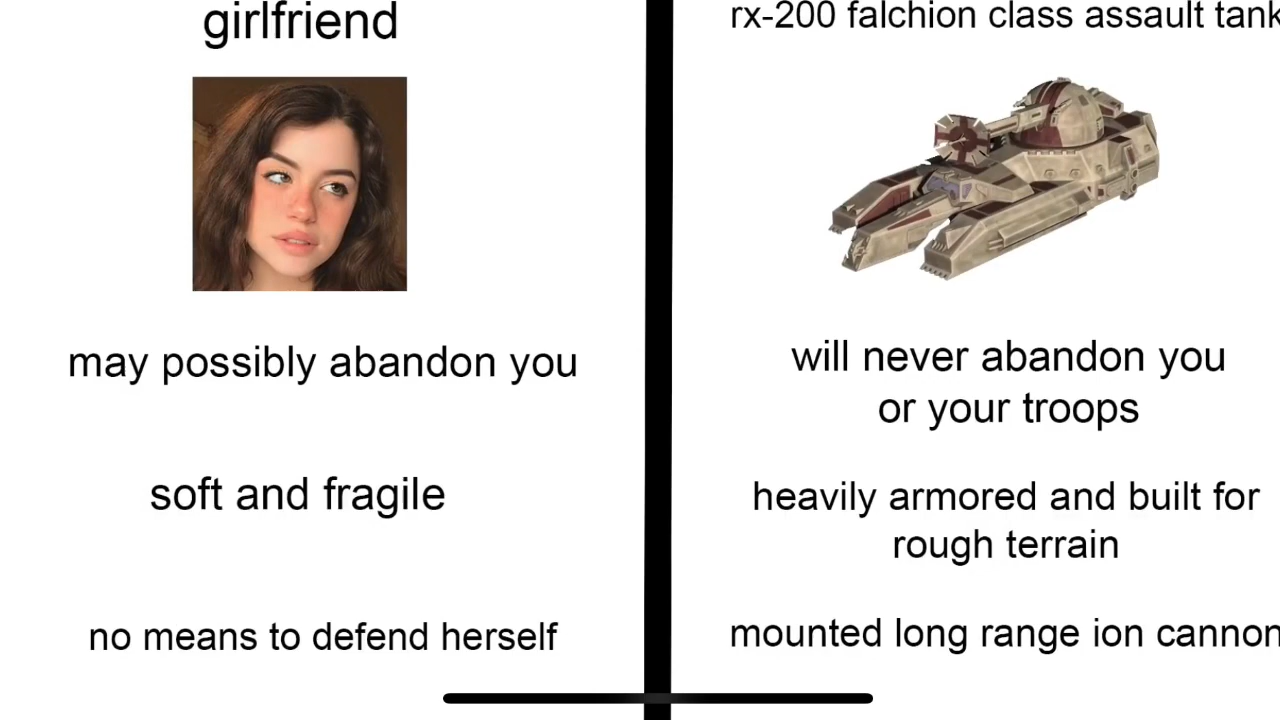 girlfriend
may possibly abandon you
soft and fragile
no means to defend herself
rx-200 falchion class assault tank
will never abandon you
or your troops
heavily armored and built for
rough terrain
mounted long range ion cannon